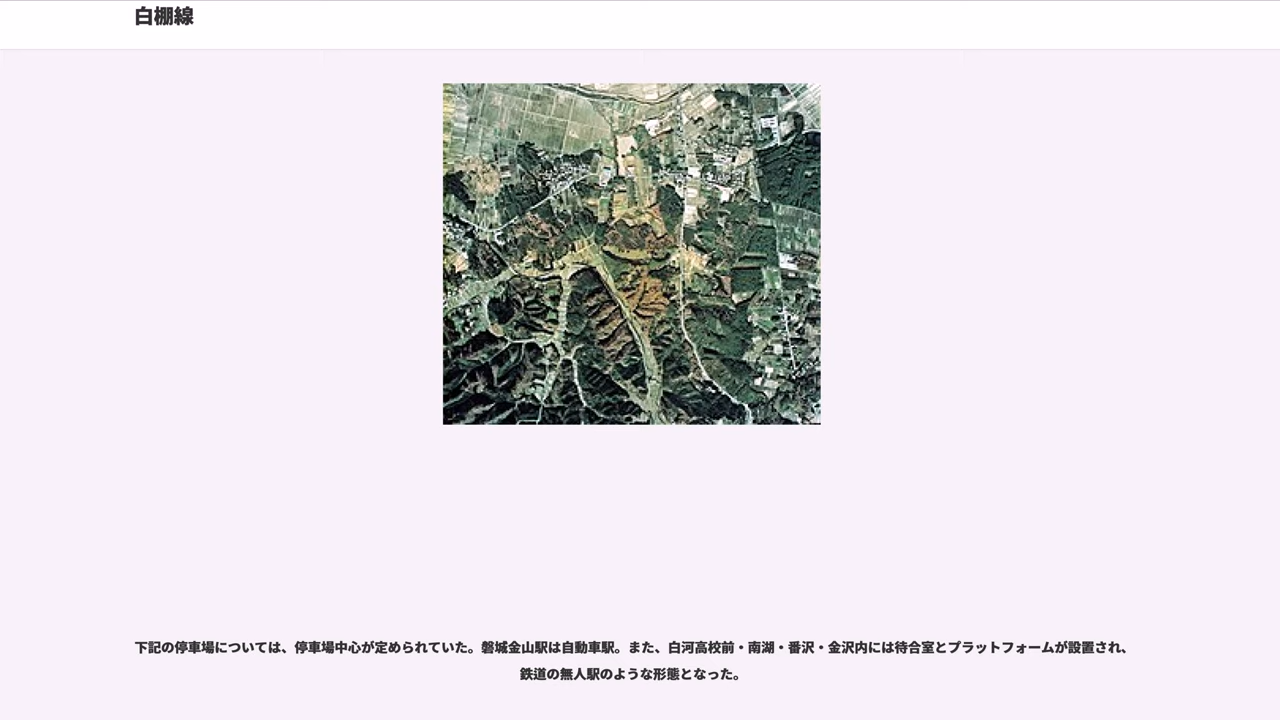 白棚線
下記の停車場については、停車場中心が定められていた。磐城金山駅は自動車駅。また、白河高校前・南湖・番沢・金沢内には待合室とプラットフォームが設置され、
鉄道の無人駅のような形態となった。